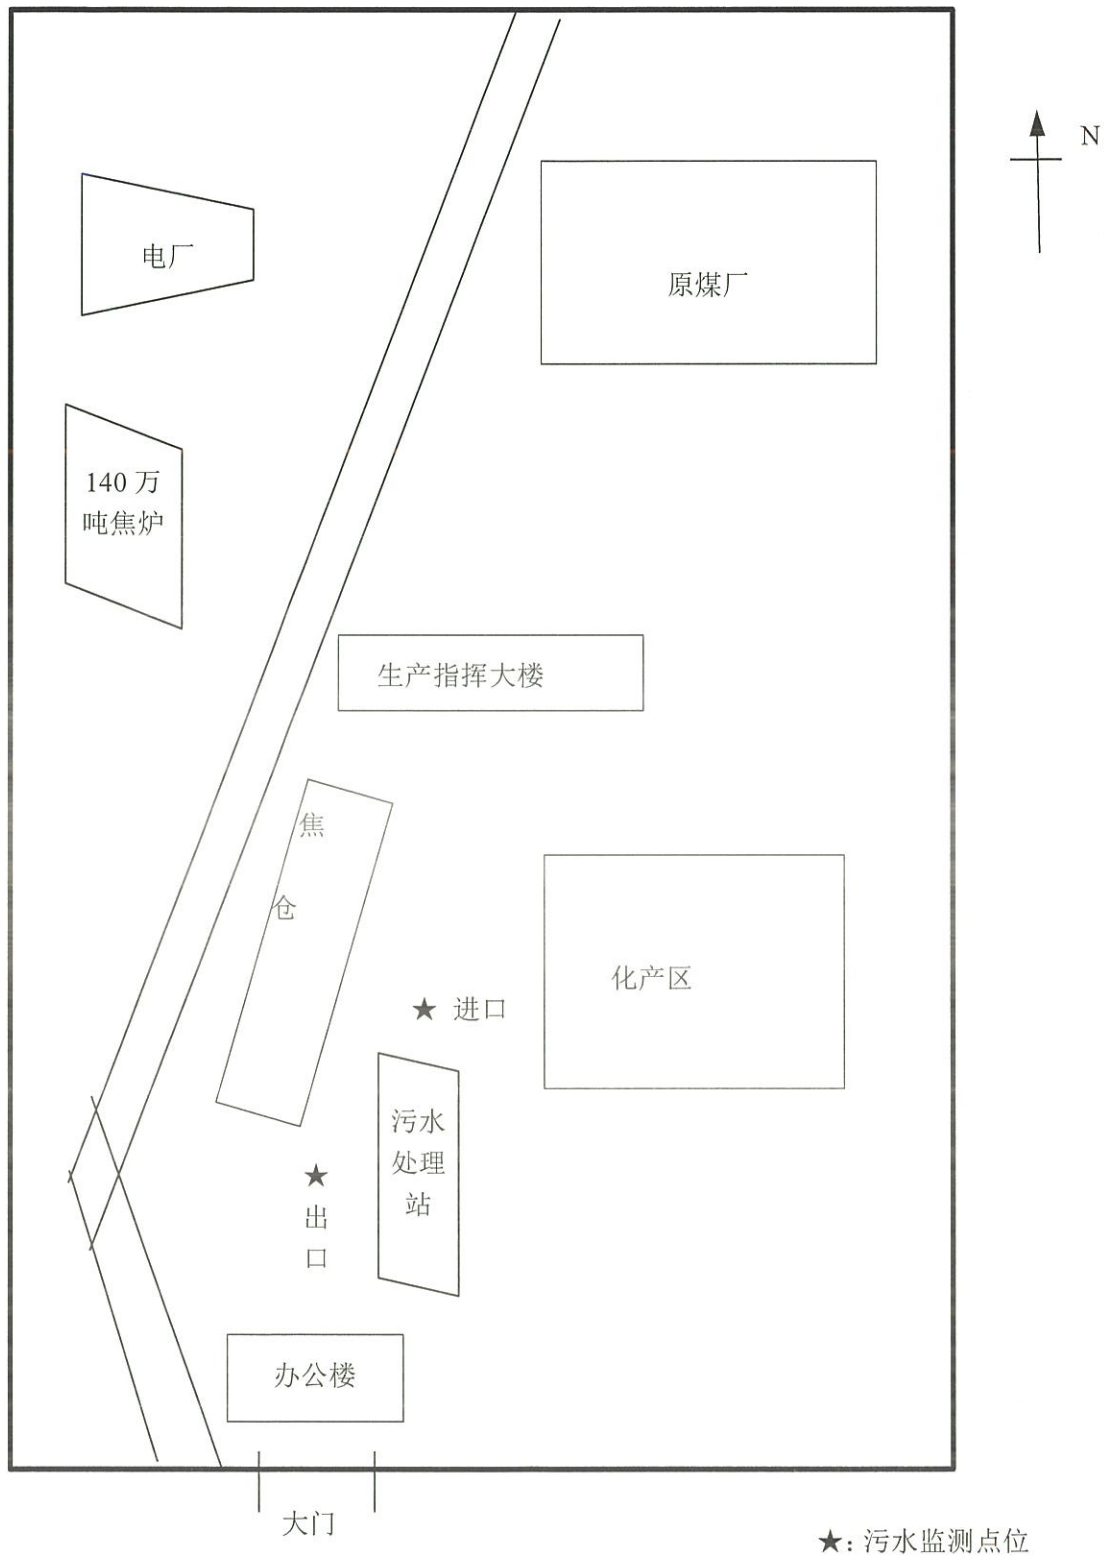 N
电厂
原煤厂
140 万
吨焦炉
生产指挥大楼
焦
仓
化产区
★ 进口
污水
处理
站
★
出
口
办公楼
大门
★: 污水监测点位